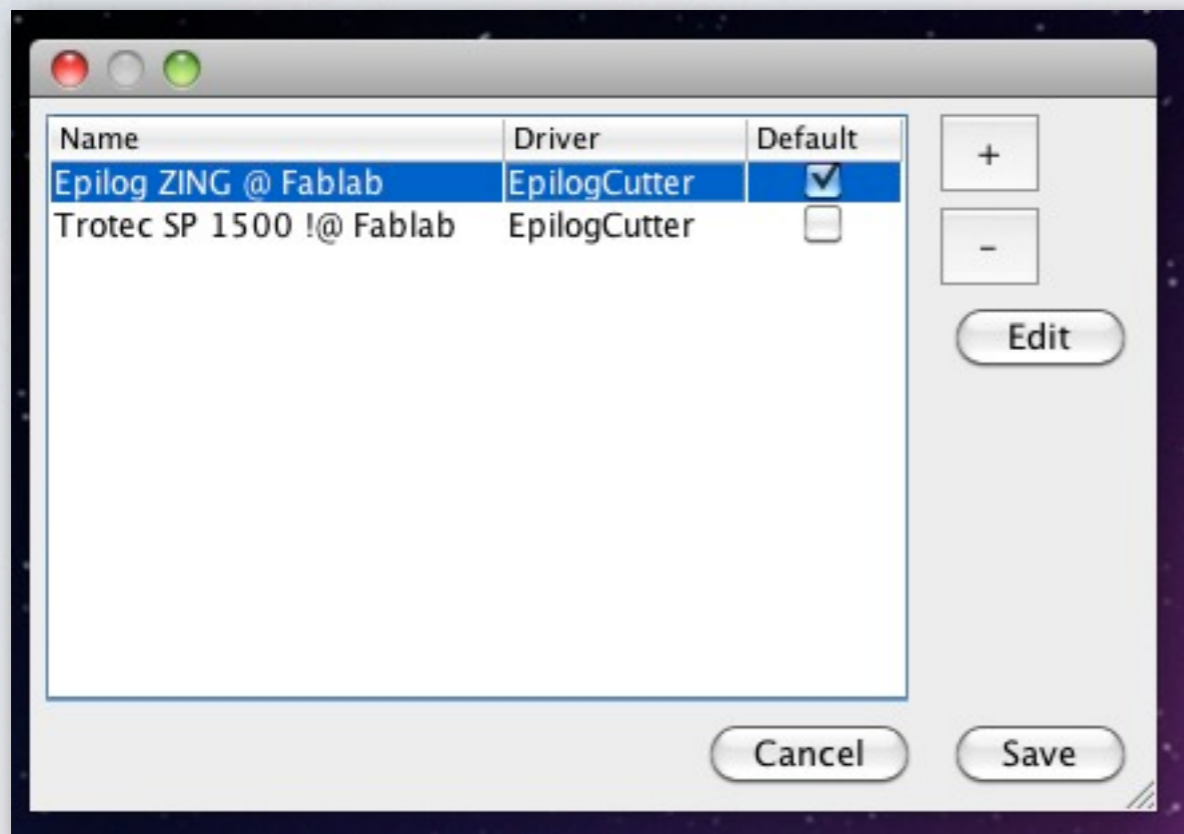 Name Driver Default
Epilog ZING @ Fablab EpilogCutter
Trotec SP 1500 !@ Fablab EpilogCutter
+
-
Edit
Cancel Save